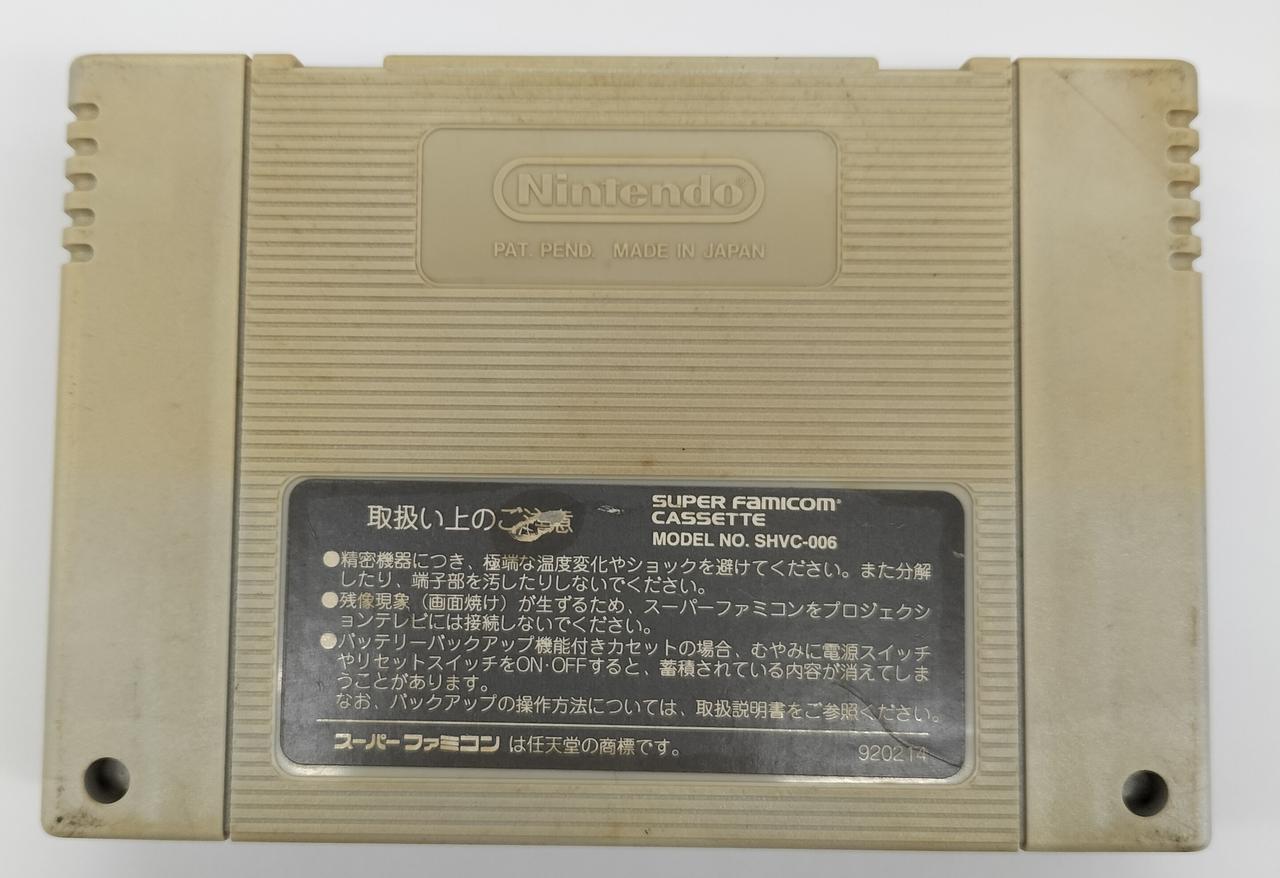 Nintendo®
PAT. PEND. MADE IN JAPAN
取扱い上のご注意
SUPER FAMICOM®
CASSETTE
MODEL NO. SHVC-006
●精密機器につき、極端な温度変化やショックを避けてください。また分解
したり、端子部を汚したりしないでください。
●残像現象（画面焼け）が生ずるため、スーパーファミコンをプロジェクシ
ョンテレビには接続しないでください。
●バッテリーバックアップ機能付きカセットの場合、むやみに電源スイッチ
やリセットスイッチをON·OFFすると、蓄積されている内容が消えてしま
うことがあります。
なお、バックアップの操作方法については、取扱説明書をご参照ください。
スーパーファミコン は任天堂の商標です。
920214